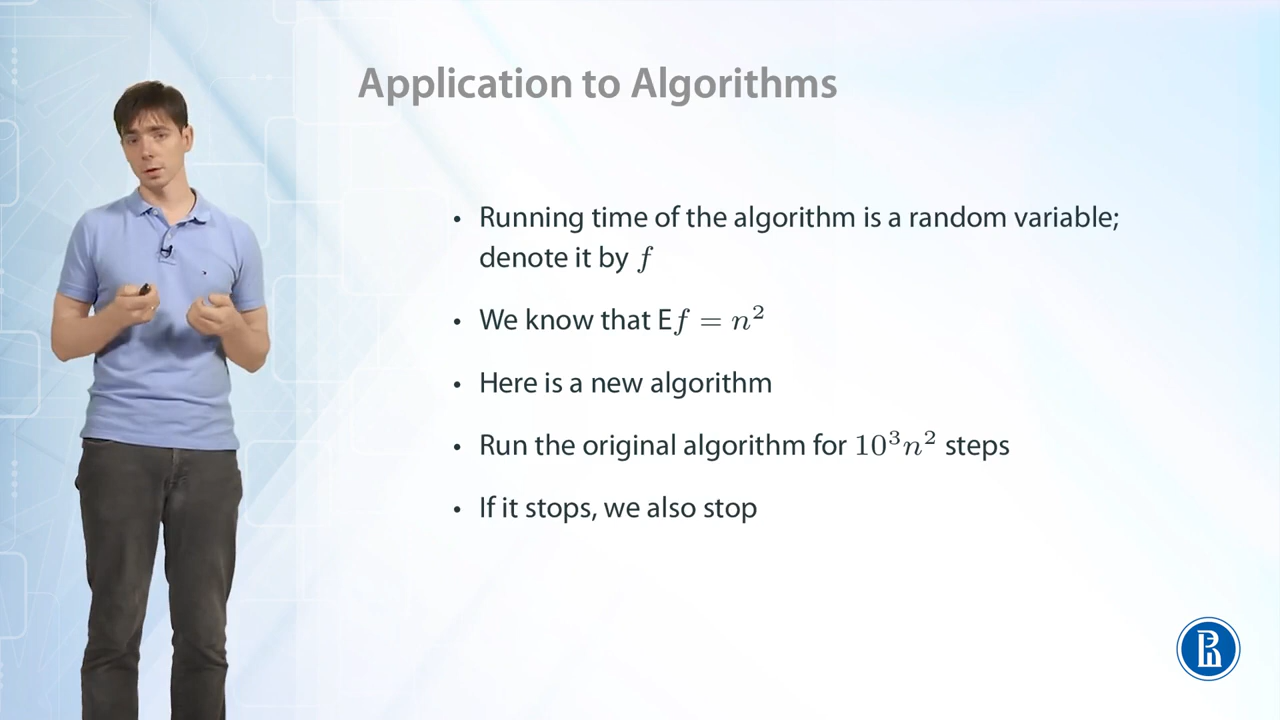 Application to Algorithms
• Running time of the algorithm is a random variable;
denote it by f
• We know that Ef = n²
• Here is a new algorithm
• Run the original algorithm for 10³n² steps
• If it stops, we also stop